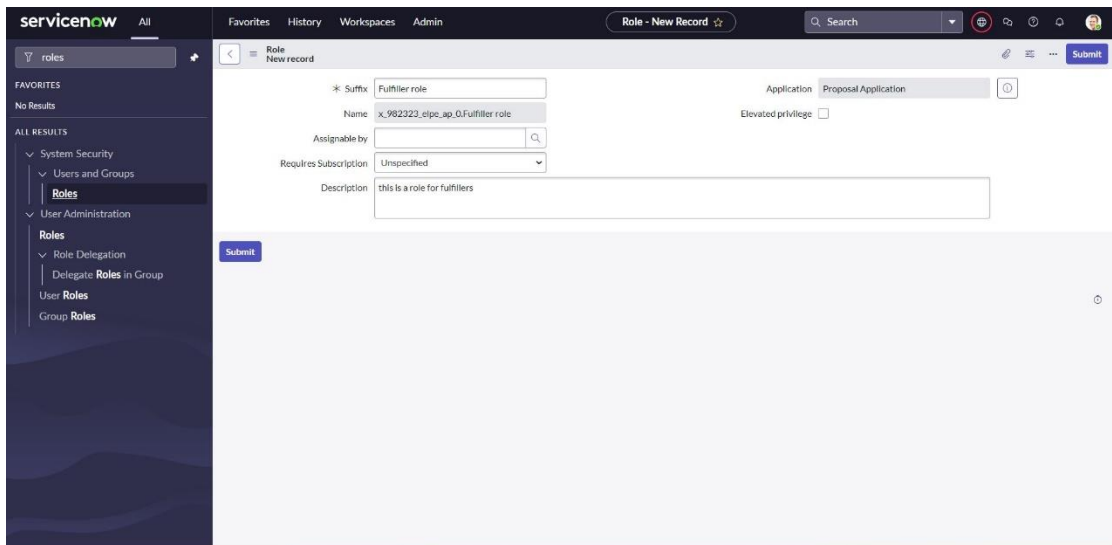 servicenow All Favorites History Workspaces Admin Role - New Record Search
roles
Role
New record
Submit
FAVORITES
No Results
ALL RESULTS
System Security
Users and Groups
Roles
User Administration
Roles
Role Delegation
Delegate Roles in Group
User Roles
Group Roles
* Suffix Fulfiller role
Application Proposal Application
Name x_982323_elpe_ap_0.Fulfiller role
Elevated privilege
Assignable by
Requires Subscription Unspecified
Description this is a role for fulfillers
Submit